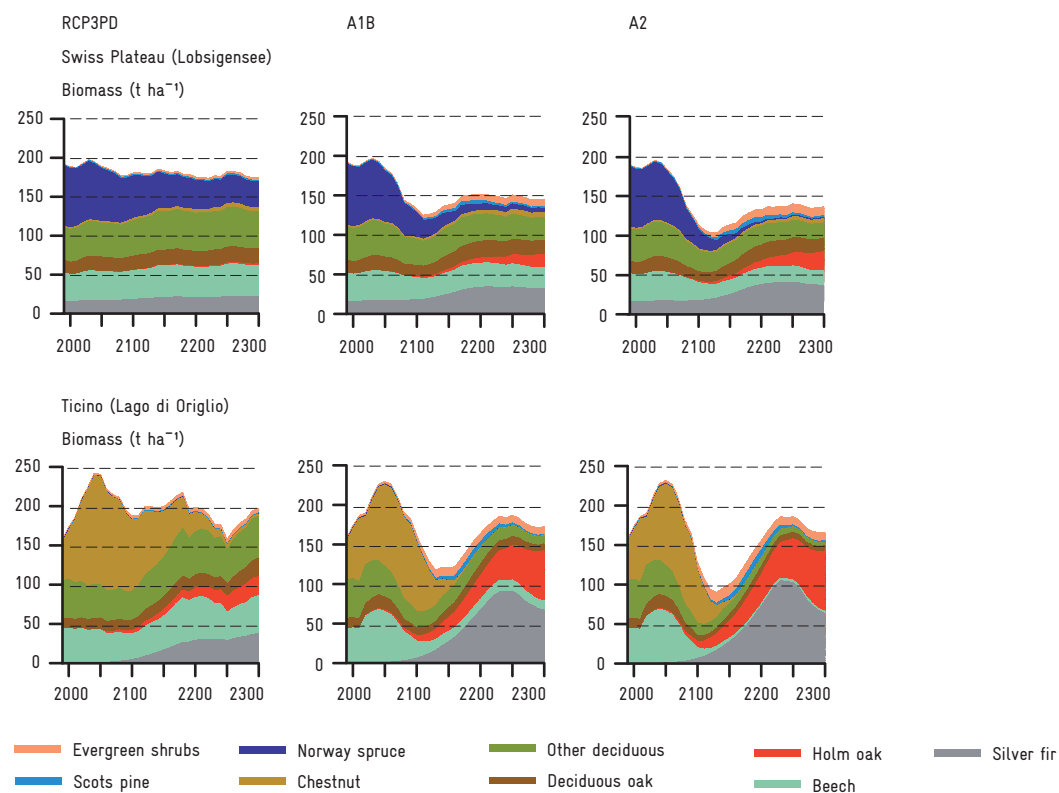 RCP3PD A1B A2
Swiss Plateau (Lobsigensee)
Biomass (t ha⁻¹)
250 250 250
200 200 200
150 150 150
100 100 100
50 50 50
0 0 0
2000 2100 2200 2300 2000 2100 2200 2300 2000 2100 2200 2300
Ticino (Lago di Origlio)
Biomass (t ha⁻¹)
250 250 250
200 200 200
150 150 150
100 100 100
50 50 50
0 0 0
2000 2100 2200 2300 2000 2100 2200 2300 2000 2100 2200 2300
Evergreen shrubs Norway spruce Other deciduous Holm oak Silver fir
Scots pine Chestnut Deciduous oak Beech